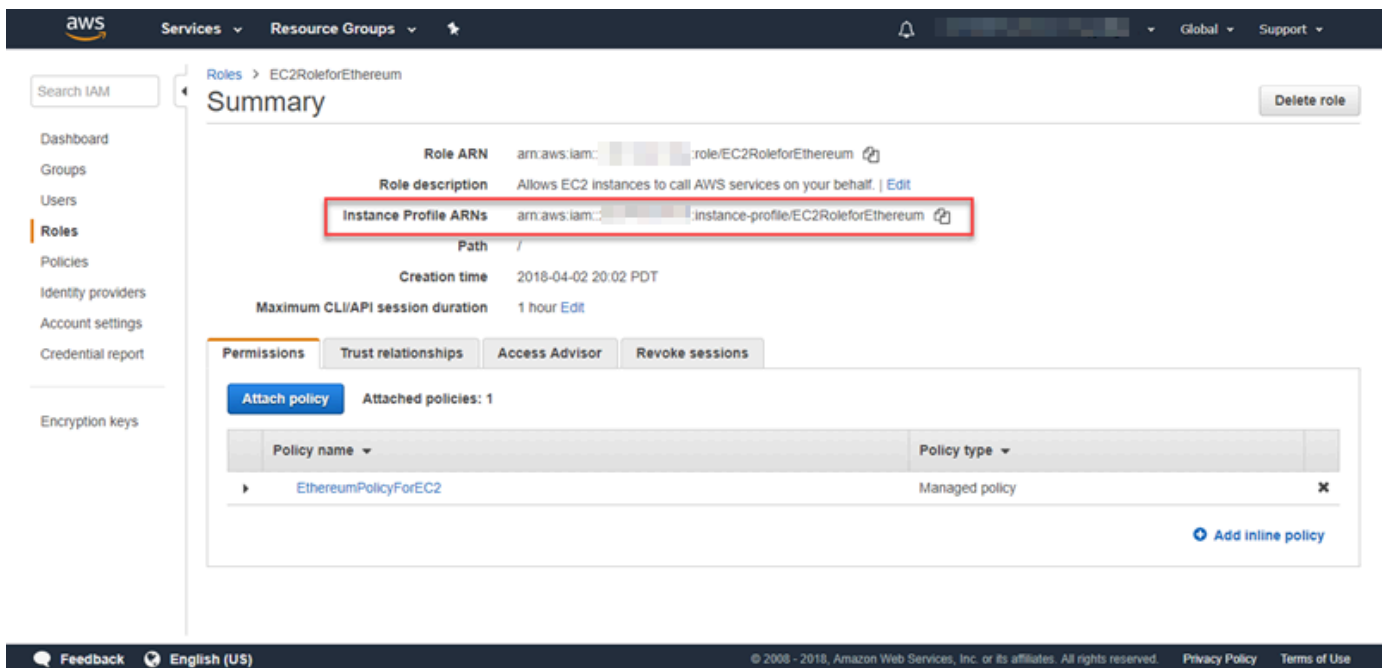 aws Services Resource Groups Global Support
Roles > EC2RoleforEthereum
Search IAM
Summary
Delete role
Dashboard
Groups
Users
Roles
Policies
Identity providers
Account settings
Credential report
Encryption keys
Role ARN arn:aws:iam:: :role/EC2RoleforEthereum
Role description Allows EC2 instances to call AWS services on your behalf. | Edit
Instance Profile ARNs arn:aws:iam:: :instance-profile/EC2RoleforEthereum
Path /
Creation time 2018-04-02 20:02 PDT
Maximum CLI/API session duration 1 hour Edit
Permissions Trust relationships Access Advisor Revoke sessions
Attach policy Attached policies: 1
Policy name Policy type
EthereumPolicyForEC2 Managed policy
Add inline policy
Feedback English (US) © 2008 - 2018, Amazon Web Services, Inc. or its affiliates. All rights reserved. Privacy Policy Terms of Use